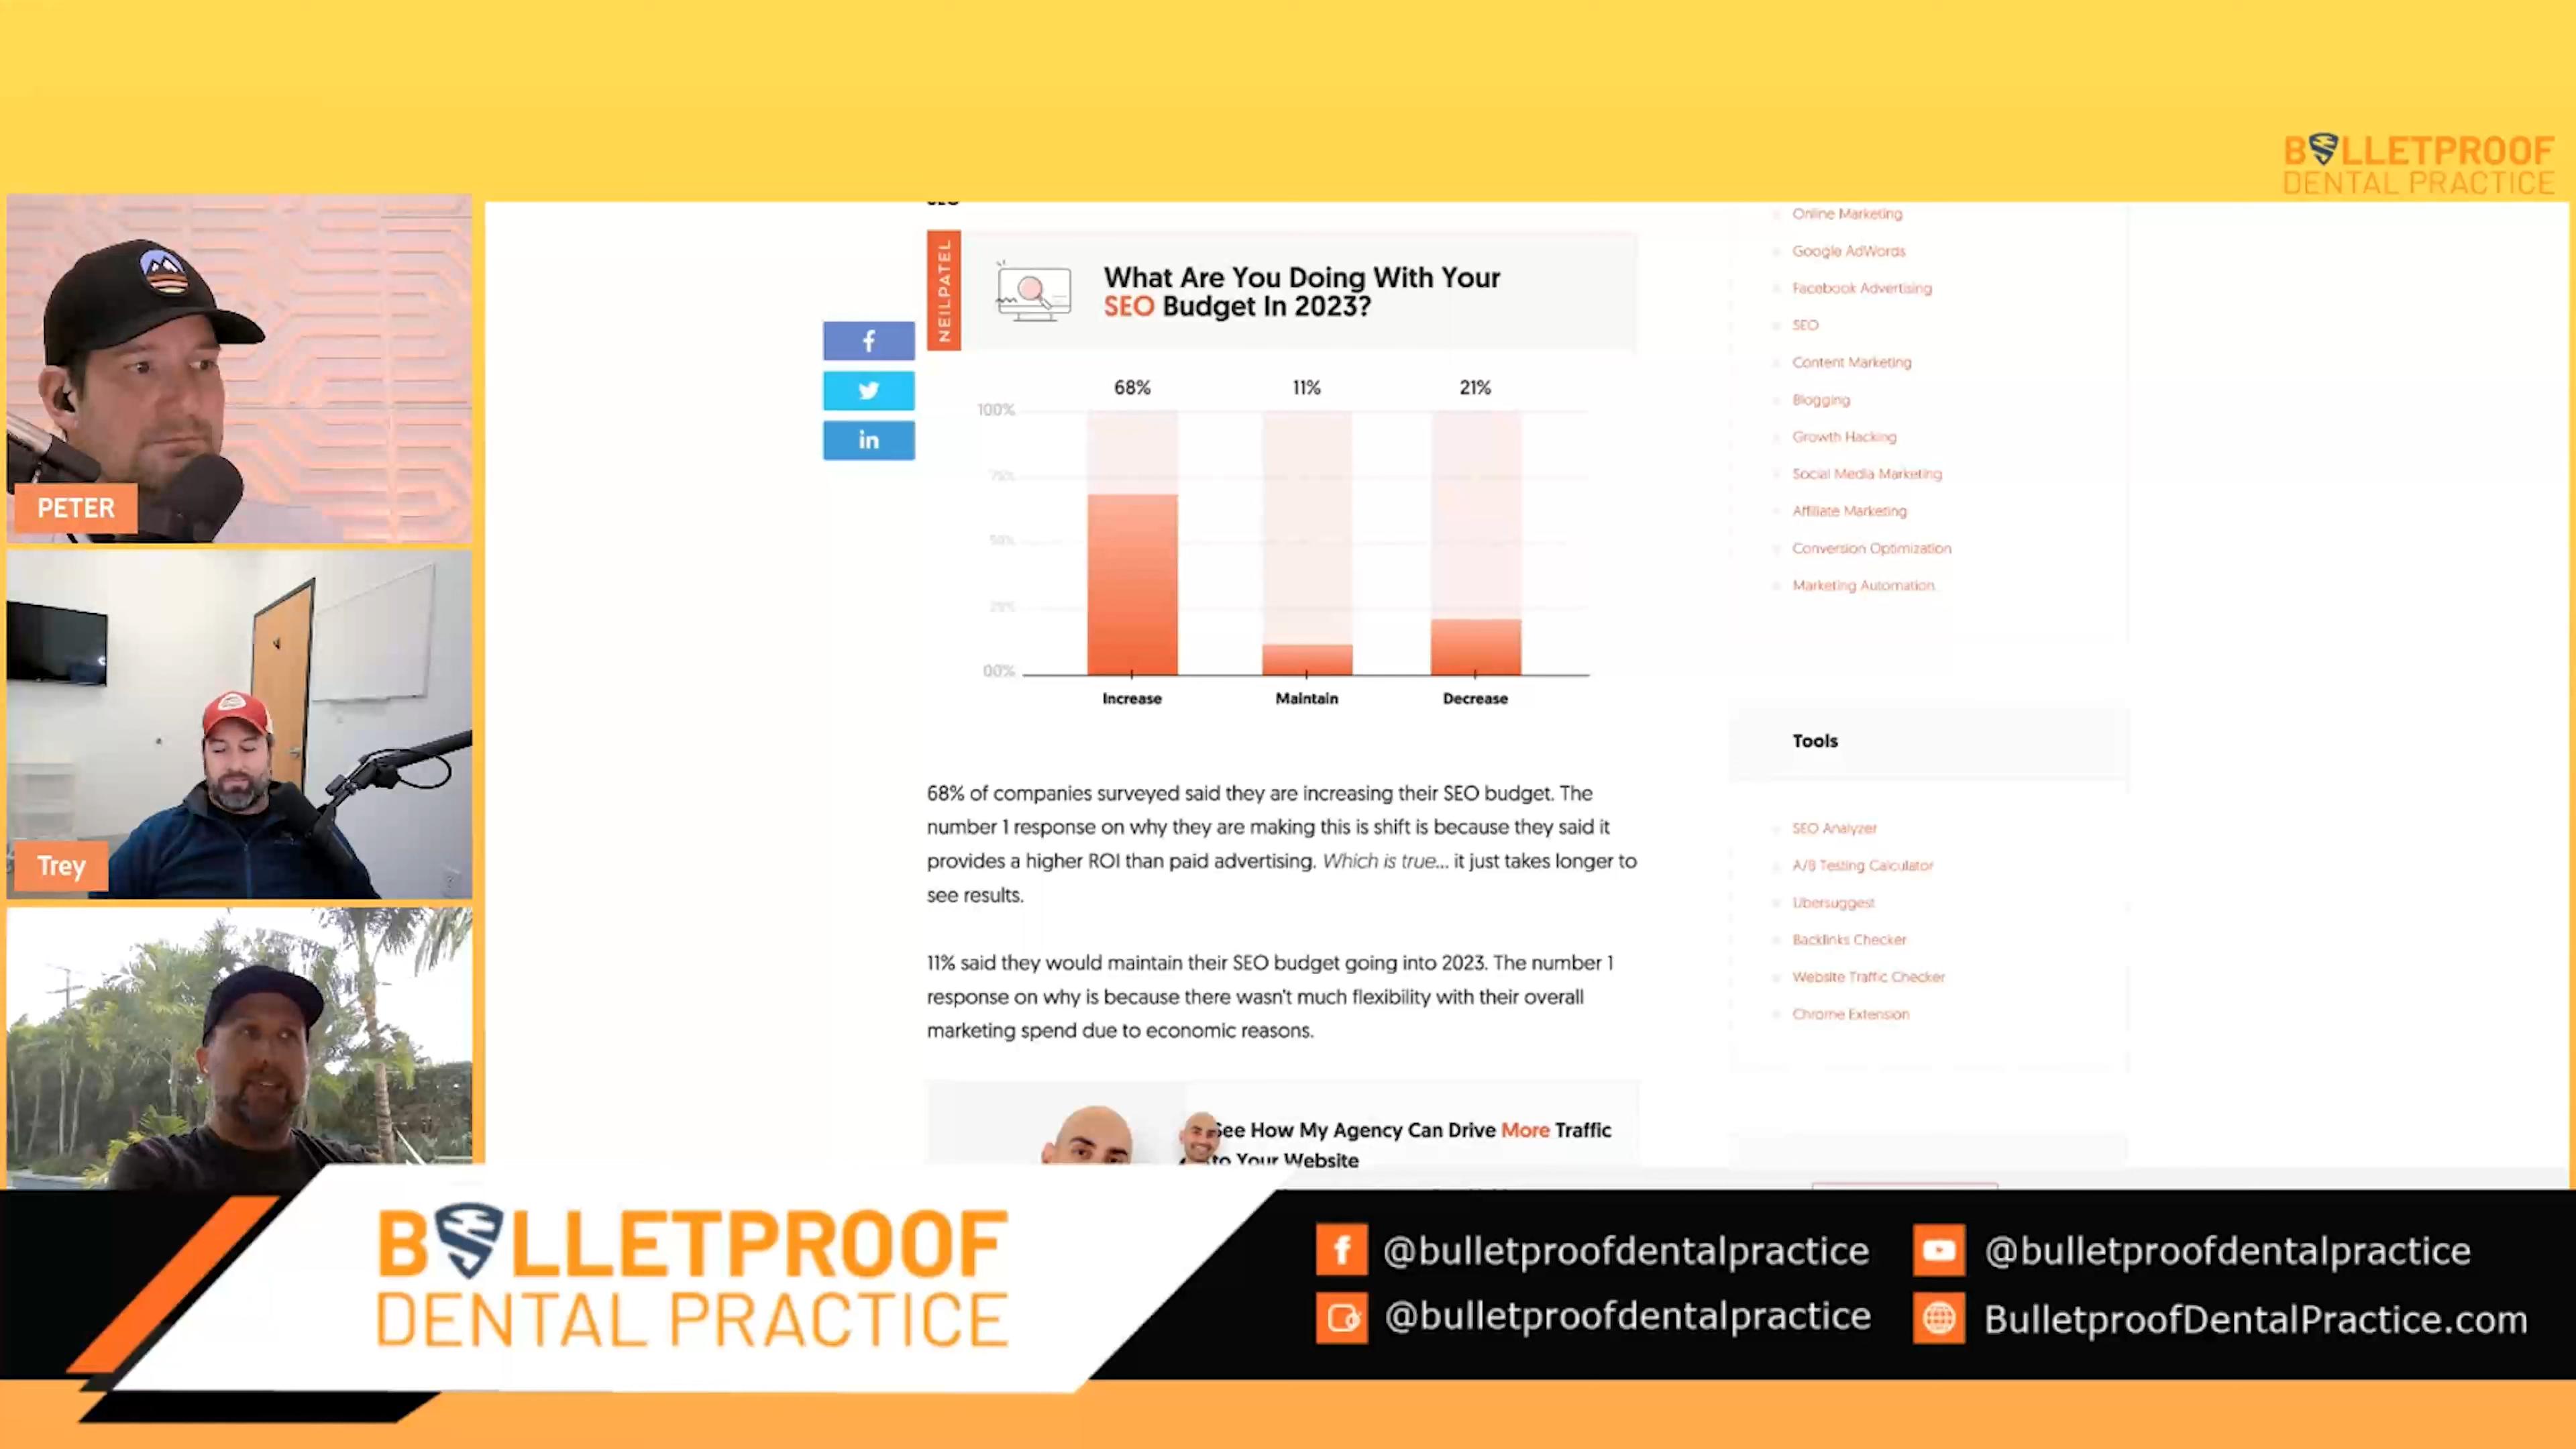 BULLETPROOF
DENTAL PRACTICE
PETER
Trey
NEILPATEL
What Are You Doing With Your
SEO Budget In 2023?
68%
11%
21%
100%
75%
50%
25%
00%
Increase
Maintain
Decrease
68% of companies surveyed said they are increasing their SEO budget. The
number 1 response on why they are making this is shift is because they said it
provides a higher ROI than paid advertising. Which is true... it just takes longer to
see results.
11% said they would maintain their SEO budget going into 2023. The number 1
response on why is because there wasn't much flexibility with their overall
marketing spend due to economic reasons.
See How My Agency Can Drive More Traffic
to Your Website
Online Marketing
Google AdWords
Facebook Advertising
SEO
Content Marketing
Blogging
Growth Hacking
Social Media Marketing
Affiliate Marketing
Conversion Optimization
Marketing Automation
Tools
SEO Analyzer
A/B Testing Calculator
Ubersuggest
Backlinks Checker
Website Traffic Checker
Chrome Extension
BULLETPROOF
DENTAL PRACTICE
@bulletproofdentalpractice
@bulletproofdentalpractice
@bulletproofdentalpractice
BulletproofDentalPractice.com